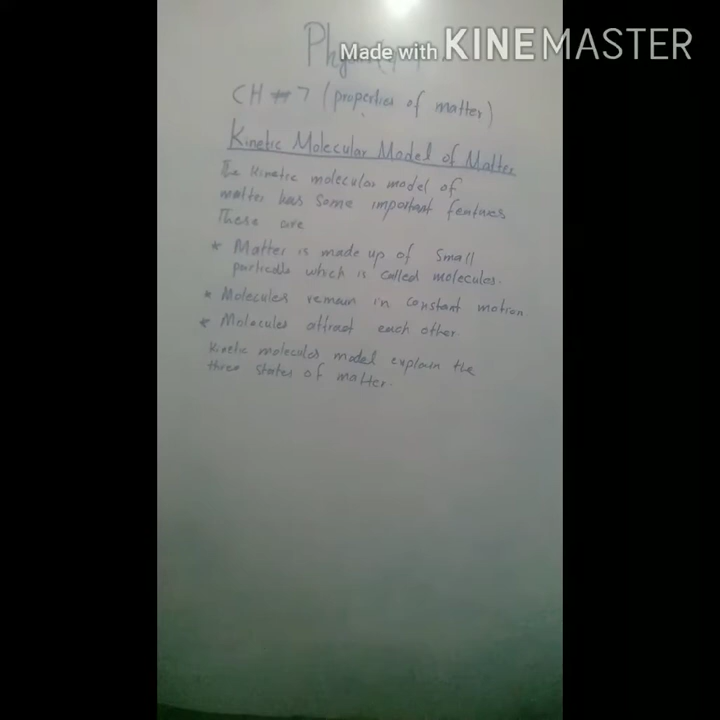 Made with KINEMASTER
CH # 7 (properties of matter)
Kinetic Molecular Model of Matter
The Kinetic molecular model of
matter has some important features
These are
* Matter is made up of small
particals which is called moleculos.
* Molecules remain in constant motion
* Molecules attract each other.
Kinetic molecular model explain the
three states of matter.